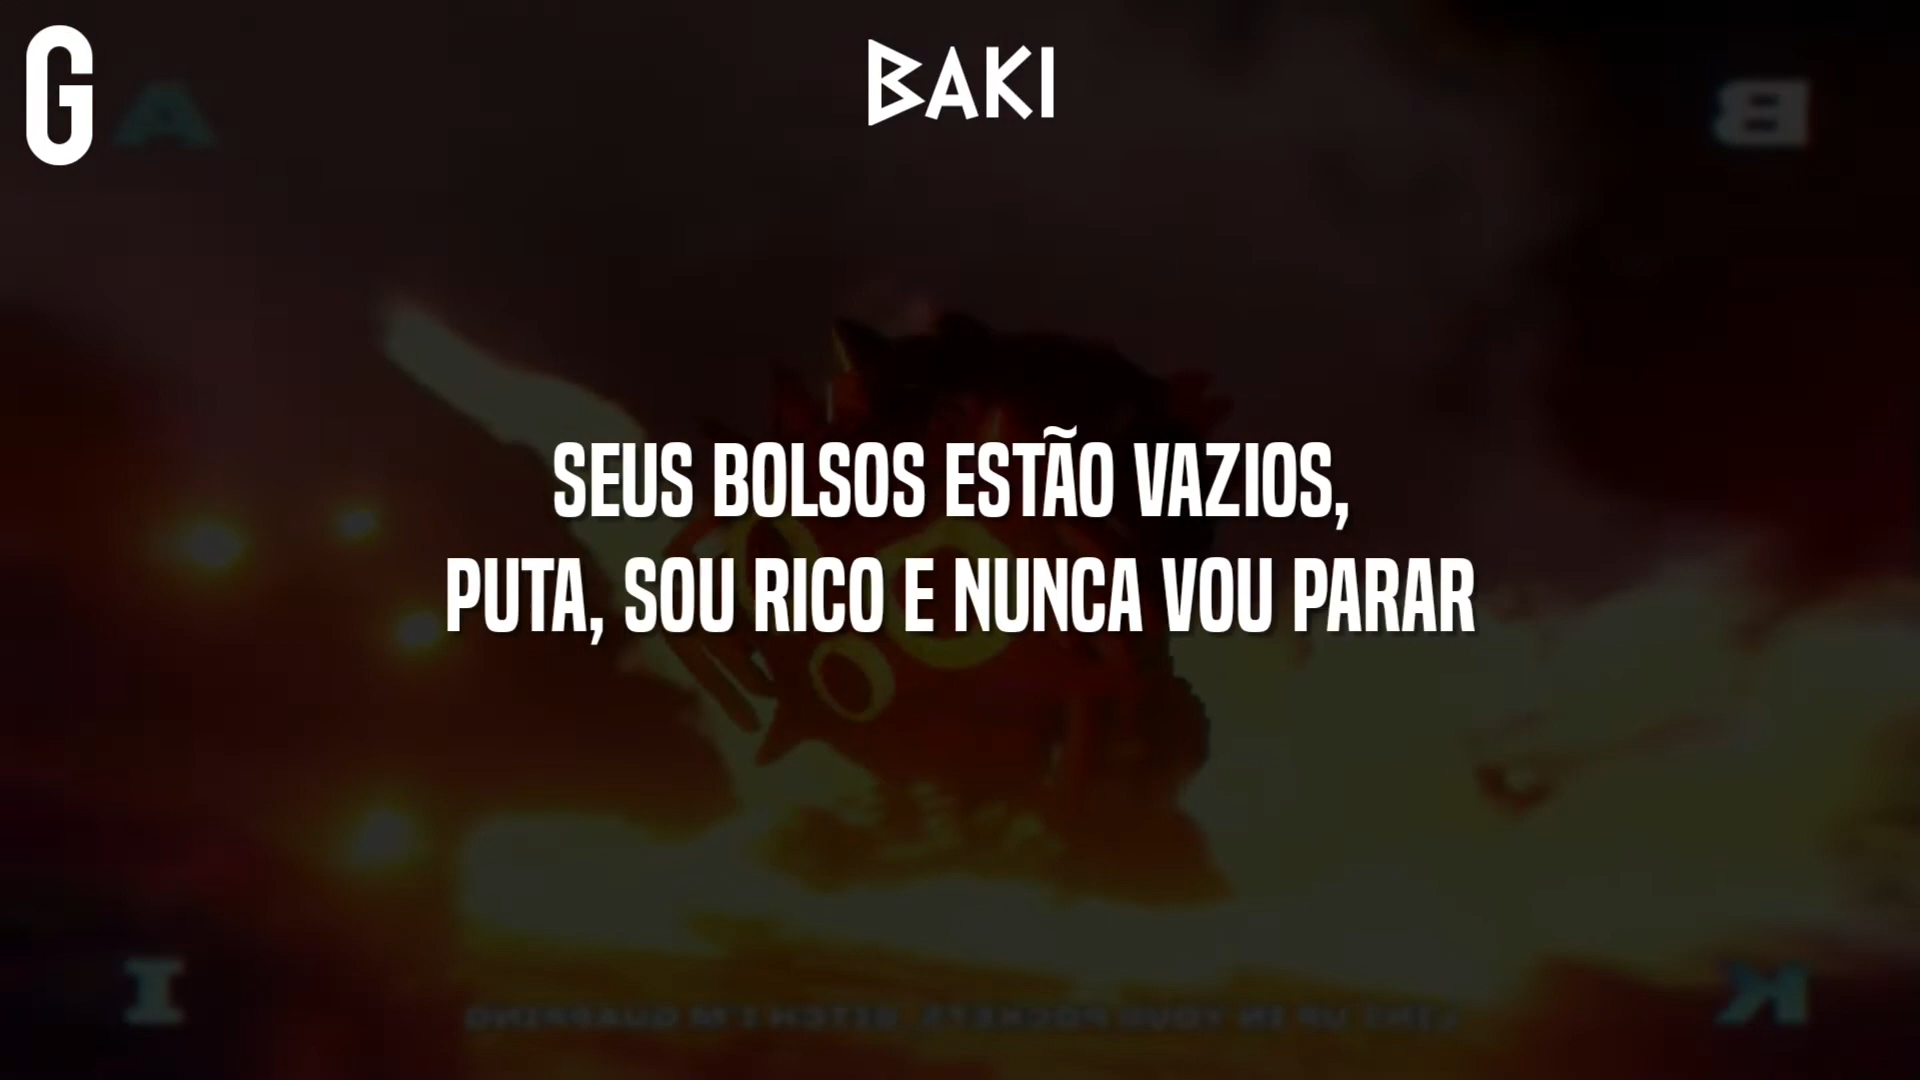 G
BAKI
A
B
SEUS BOLSOS ESTÃO VAZIOS,
PUTA, SOU RICO E NUNCA VOU PARAR
I
K